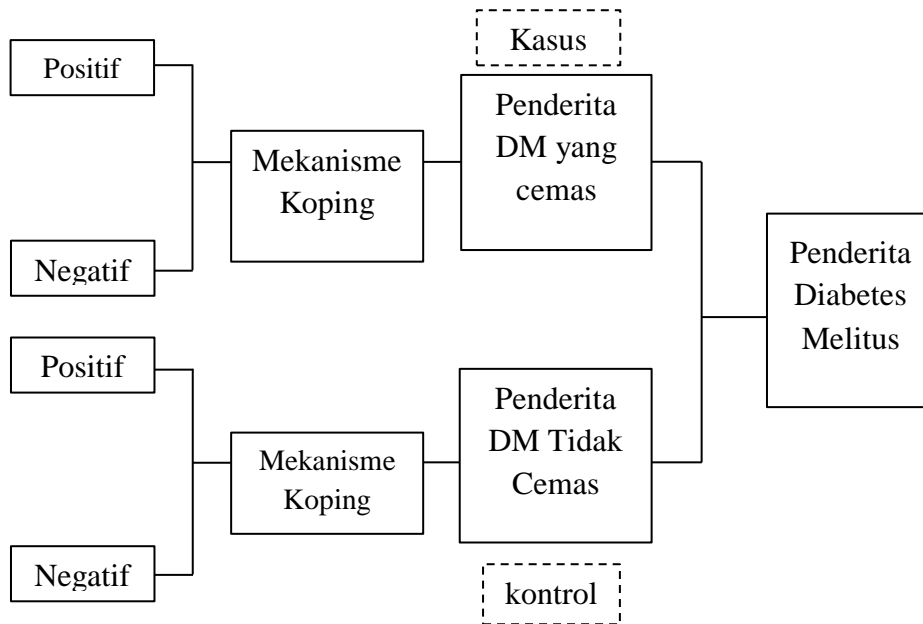 Kasus
Positif
Penderita
DM yang
cemas
Mekanisme
Koping
Negatif
Penderita
Diabetes
Melitus
Positif
Penderita
DM Tidak
Cemas
Mekanisme
Koping
Negatif
kontrol